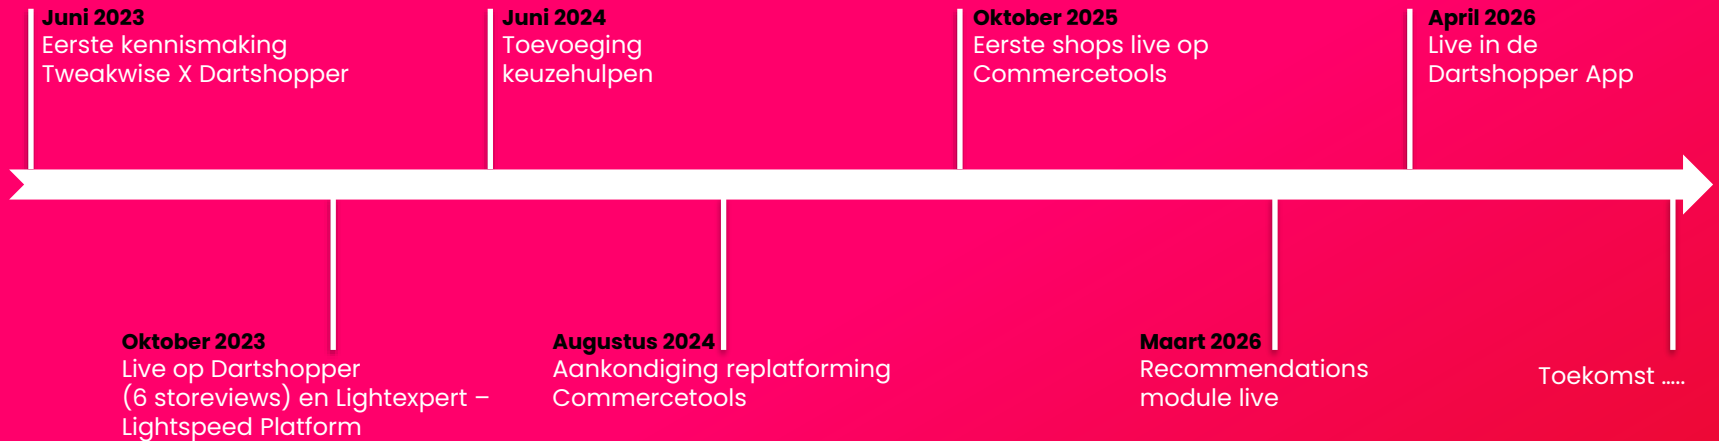 Juni 2023
Eerste kennismaking
Tweakwise X Dartshopper
Oktober 2023
Live op Dartshopper
(6 storeviews) en Lightexpert –
Lightspeed Platform
Juni 2024
Toevoeging
keuzehulpen
Augustus 2024
Aankondiging replatforming
Commercetools
Oktober 2025
Eerste shops live op
Commercetools
Maart 2026
Recommendations
module live
April 2026
Live in de
Dartshopper App
Toekomst .....